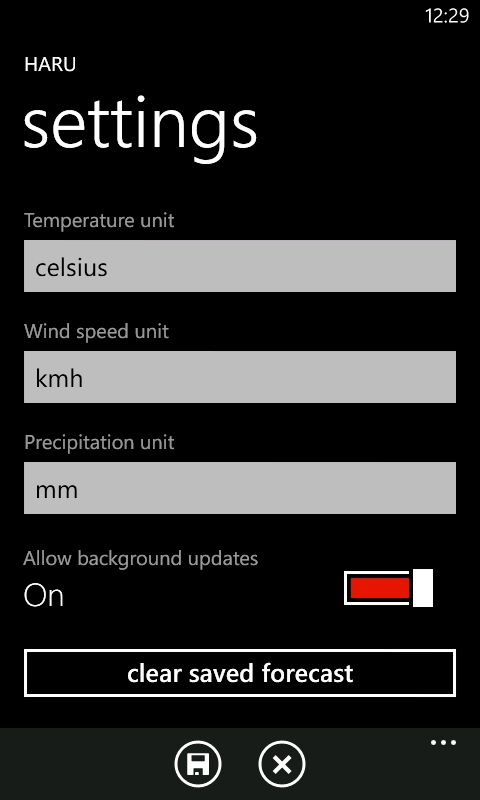 12:29
HARU
settings
Temperature unit
celsius
Wind speed unit
kmh
Precipitation unit
mm
Allow background updates
On
clear saved forecast